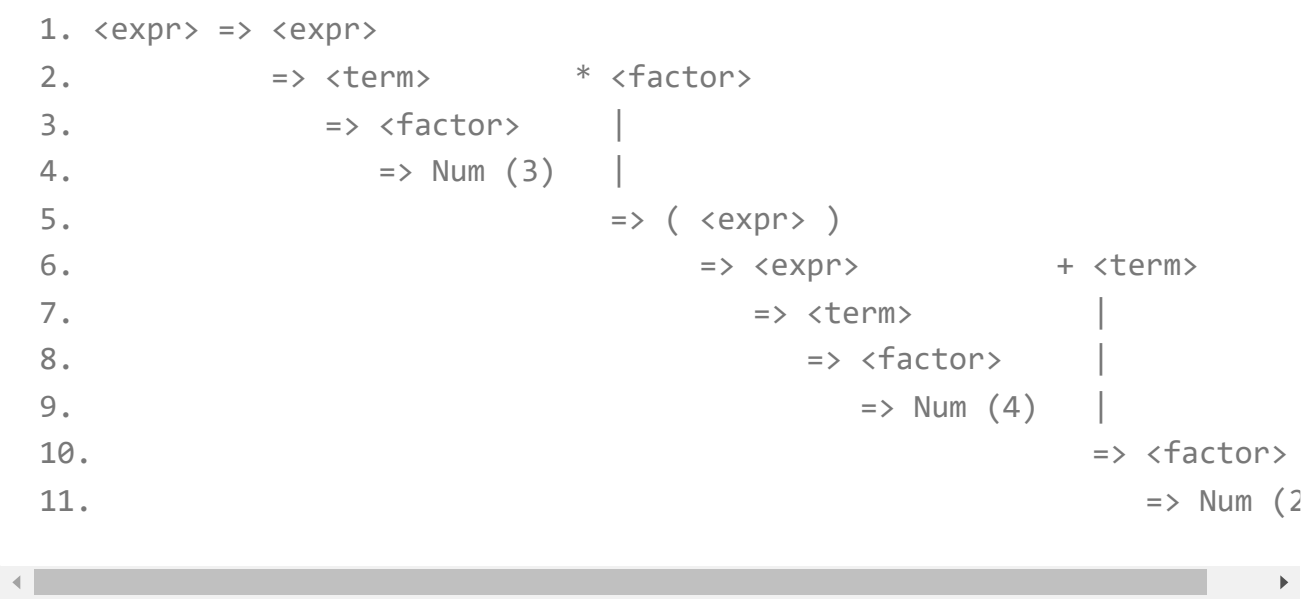 1. <expr> => <expr>
2. => <term> * <factor>
3. => <factor> |
4. => Num (3) |
5. => ( <expr> )
6. => <expr> + <term>
7. => <term> |
8. => <factor> |
9. => Num (4) |
10. => <factor>
11. => Num (2